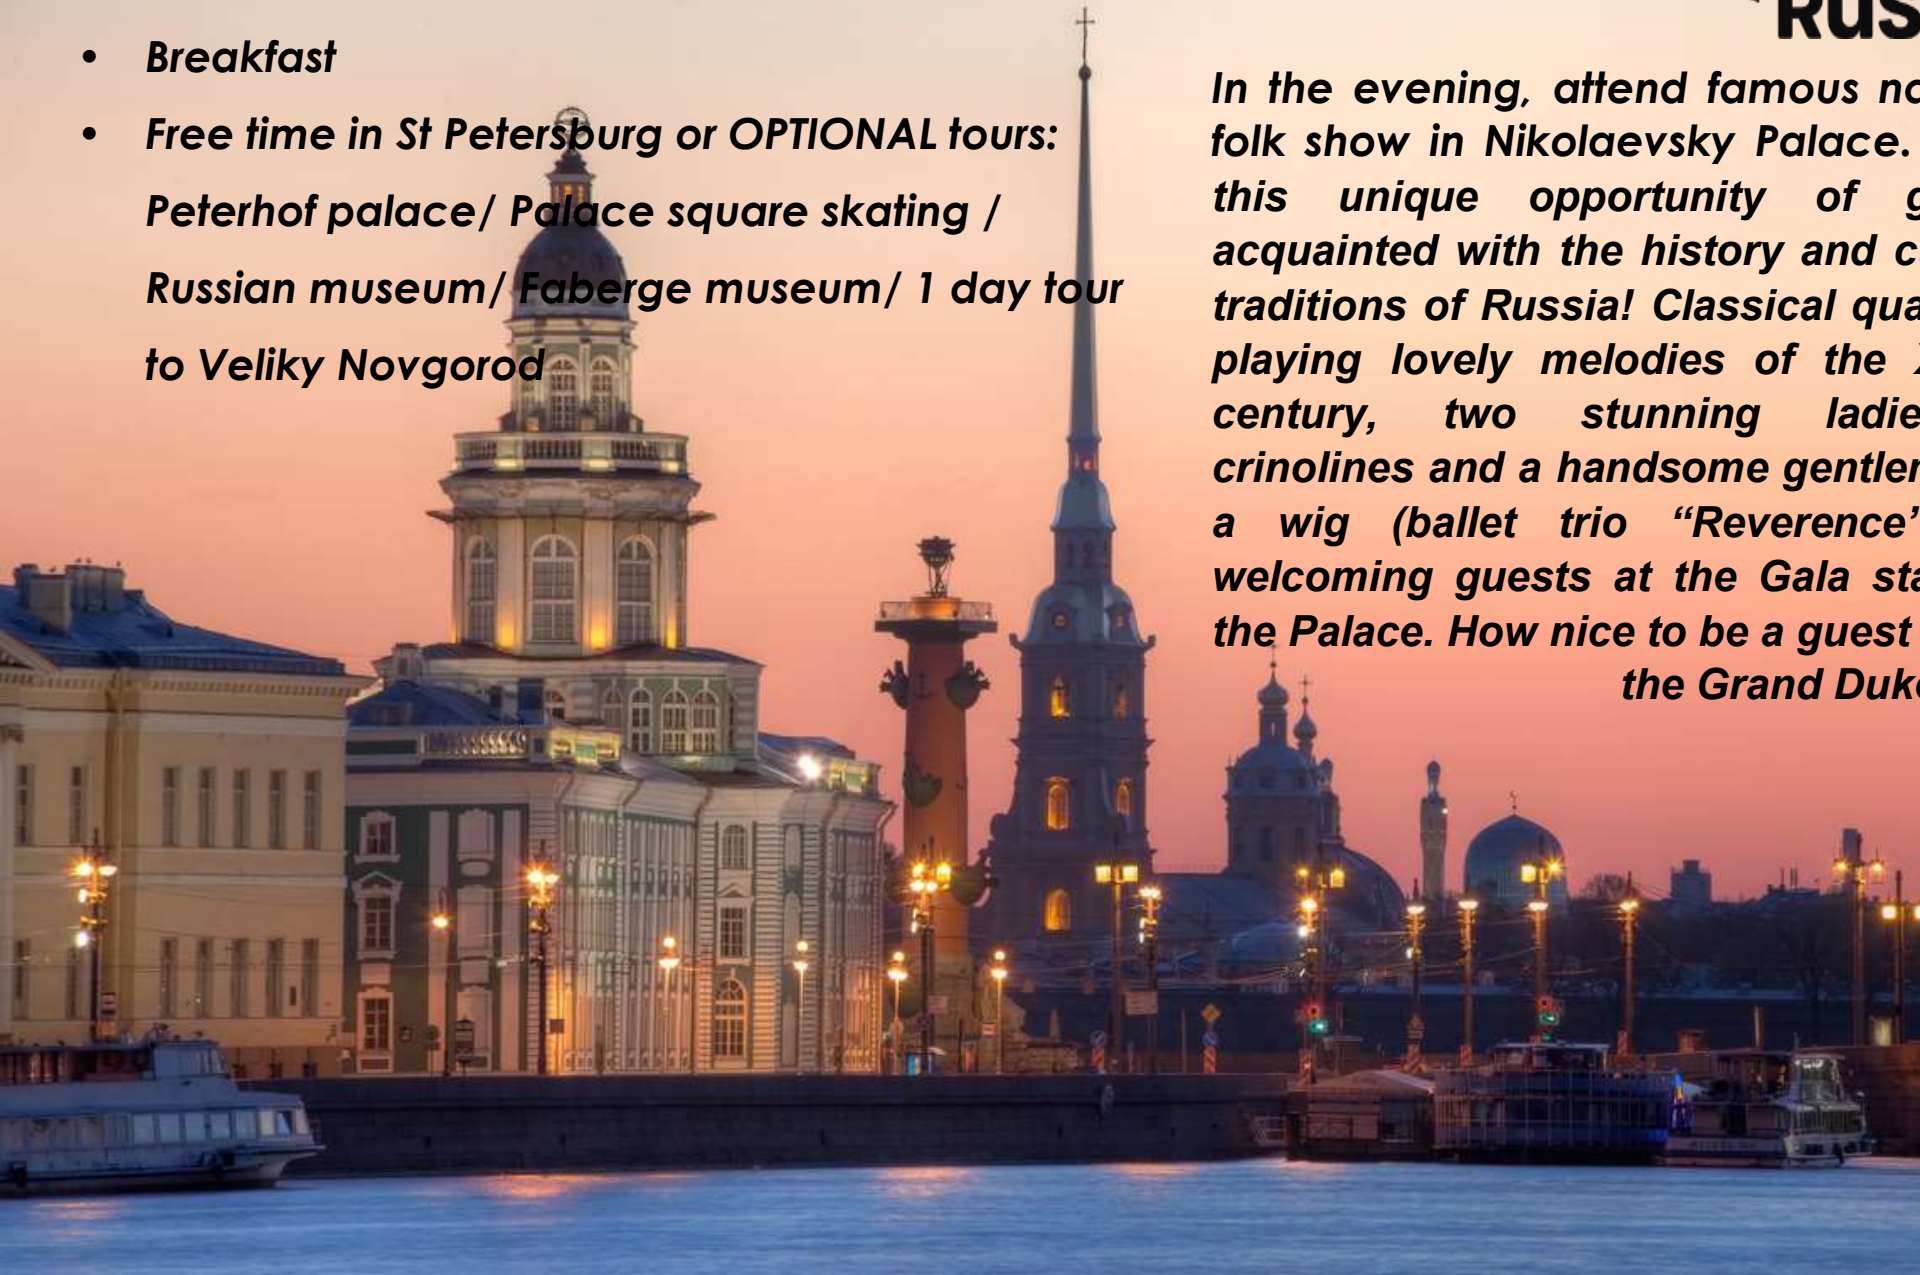 • Breakfast
• Free time in St Petersburg or OPTIONAL tours:
Peterhof palace/ Palace square skating /
Russian museum/ Faberge museum/ 1 day tour
to Veliky Novgorod
In the evening, attend famous
folk show in Nikolaevsky Palace.
this unique opportunity of
acquainted with the history and
traditions of Russia! Classical
playing lovely melodies of the
century, two stunning
crinolines and a handsome
a wig (ballet trio “Reverence”
welcoming guests at the Gala
the Palace. How nice to be a guest
the Grand